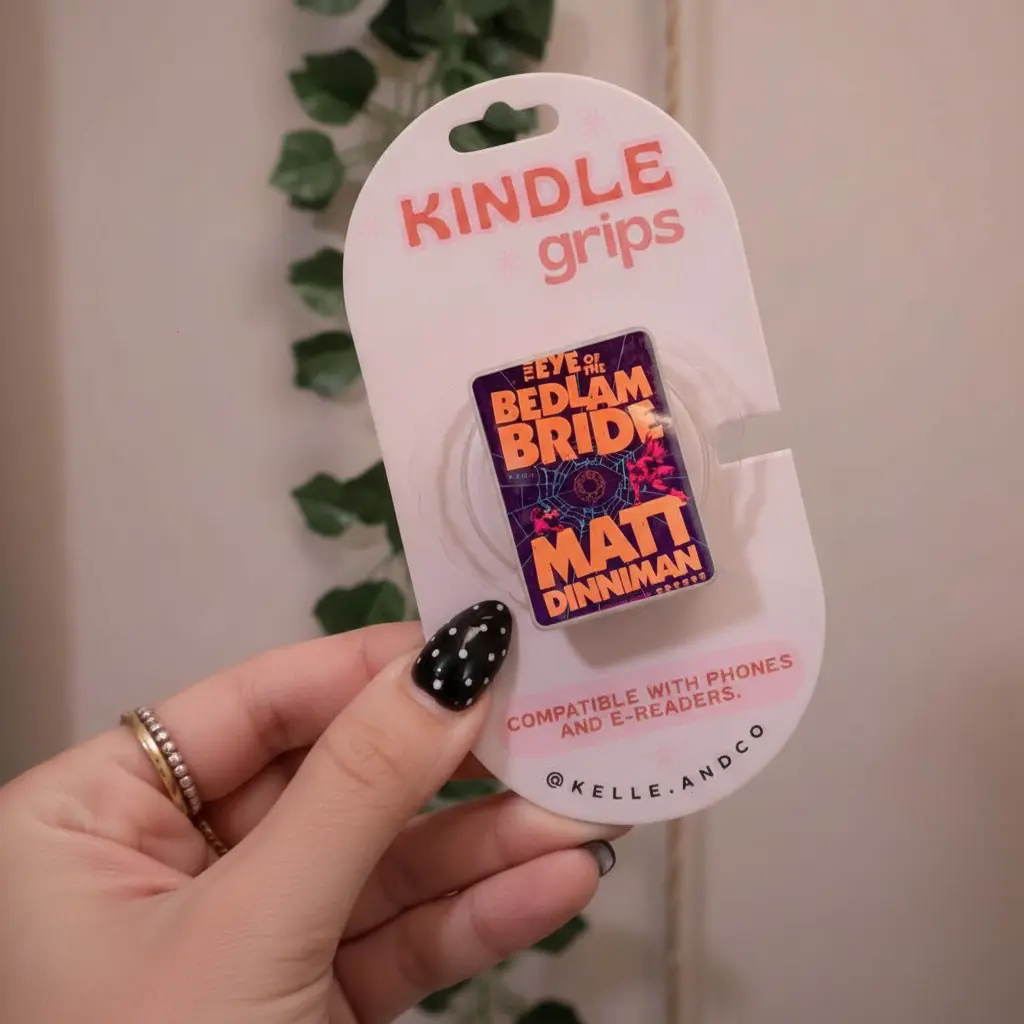 KINDLE
grips
THE EYE OF THE
BEDLAM
BRIDE
MATT
DINNIMAN
COMPATIBLE WITH PHONES
AND E-READERS.
@KELLE.ANDCO